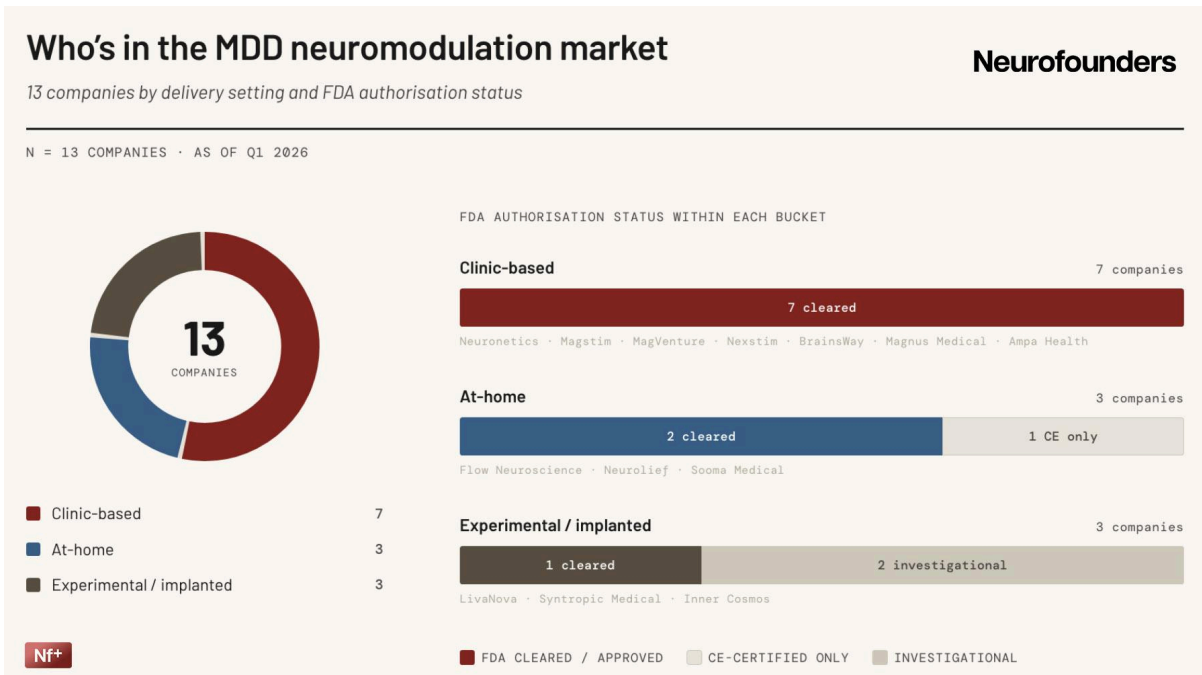 Who's in the MDD neuromodulation market
Neurofounders
13 companies by delivery setting and FDA authorisation status
N = 13 COMPANIES · AS OF Q1 2026
13
COMPANIES
Clinic-based 7
At-home 3
Experimental / implanted 3
FDA AUTHORISATION STATUS WITHIN EACH BUCKET
Clinic-based 7 companies
7 cleared
Neuronetics · Magstim · MagVenture · Nexstim · BrainsWay · Magnus Medical · Ampa Health
At-home 3 companies
2 cleared 1 CE only
Flow Neuroscience · Neurolief · Sooma Medical
Experimental / implanted 3 companies
1 cleared 2 investigational
LivaNova · Syntropic Medical · Inner Cosmos
Nf+
FDA CLEARED / APPROVED CE-CERTIFIED ONLY INVESTIGATIONAL